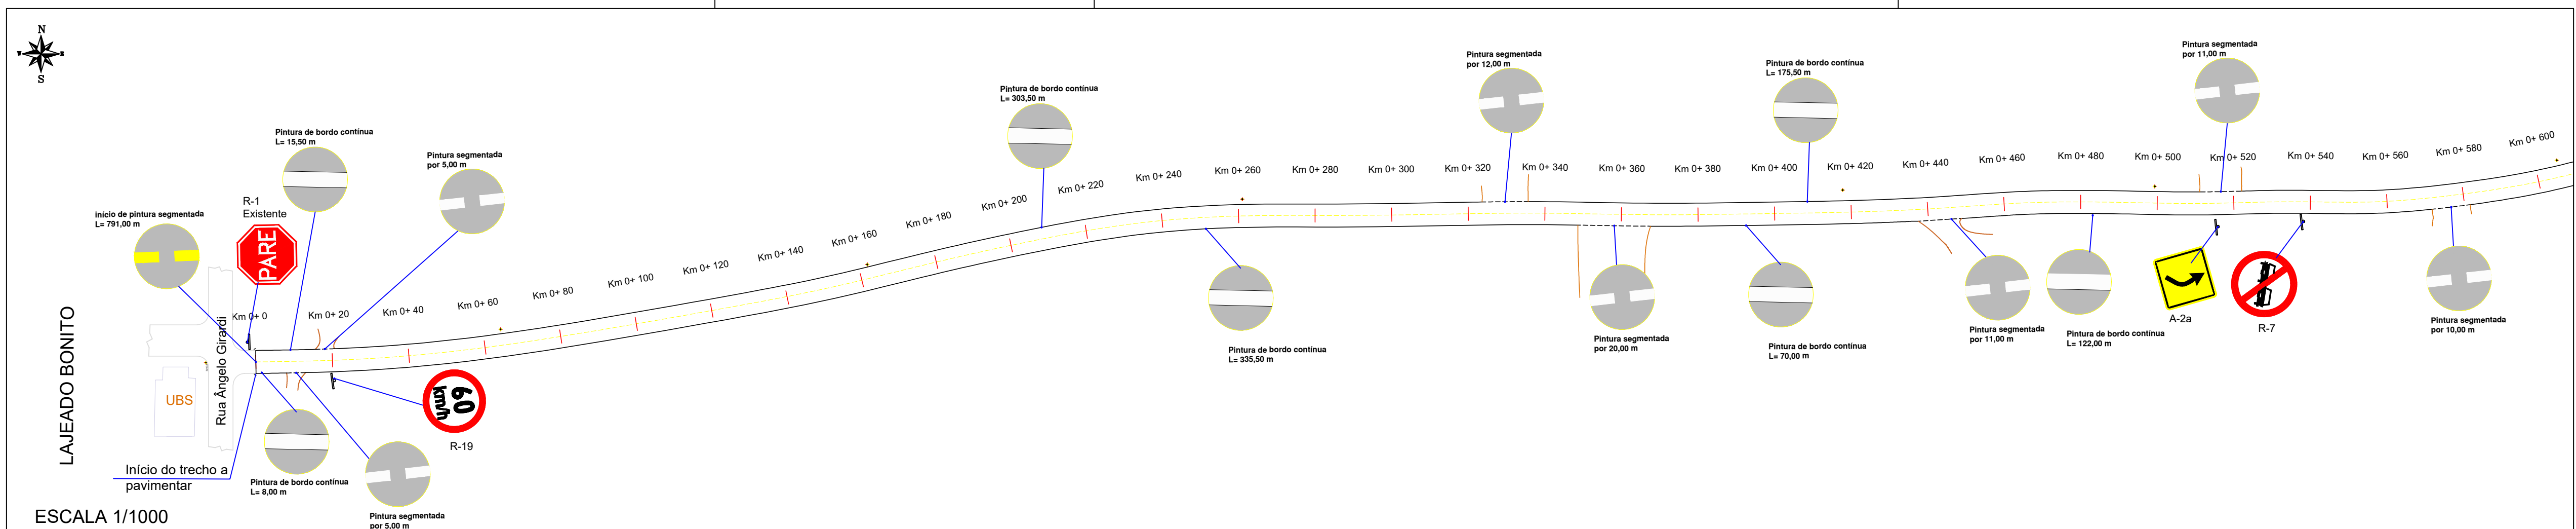 N
S
Pintura segmentada
por 12,00 m
Pintura de bordo contínua
L= 175,50 m
Pintura segmentada
por 11,00 m
Pintura de bordo contínua
L= 303,50 m
Pintura de bordo contínua
L= 15,50 m
Pintura segmentada
por 5,00 m
R-1
Existente
PARE
início de pintura segmentada
L= 791,00 m
Km 0+ 0
Km 0+ 20
Km 0+ 40
Km 0+ 60
Km 0+ 80
Km 0+ 100
Km 0+ 120
Km 0+ 140
Km 0+ 160
Km 0+ 180
Km 0+ 200
Km 0+ 220
Km 0+ 240
Km 0+ 260
Km 0+ 280
Km 0+ 300
Km 0+ 320
Km 0+ 340
Km 0+ 360
Km 0+ 380
Km 0+ 400
Km 0+ 420
Km 0+ 440
Km 0+ 460
Km 0+ 480
Km 0+ 500
Km 0+ 520
Km 0+ 540
Km 0+ 560
Km 0+ 580
Km 0+ 600
LAJEADO BONITO
UBS
Rua Ângelo Girardi
60
km/h
R-19
Pintura de bordo contínua
L= 335,50 m
Pintura segmentada
por 20,00 m
Pintura de bordo contínua
L= 70,00 m
Pintura segmentada
por 11,00 m
Pintura de bordo contínua
L= 122,00 m
A-2a
R-7
Pintura segmentada
por 10,00 m
Início do trecho a
pavimentar
Pintura de bordo contínua
L= 8,00 m
Pintura segmentada
por 5,00 m
ESCALA 1/1000